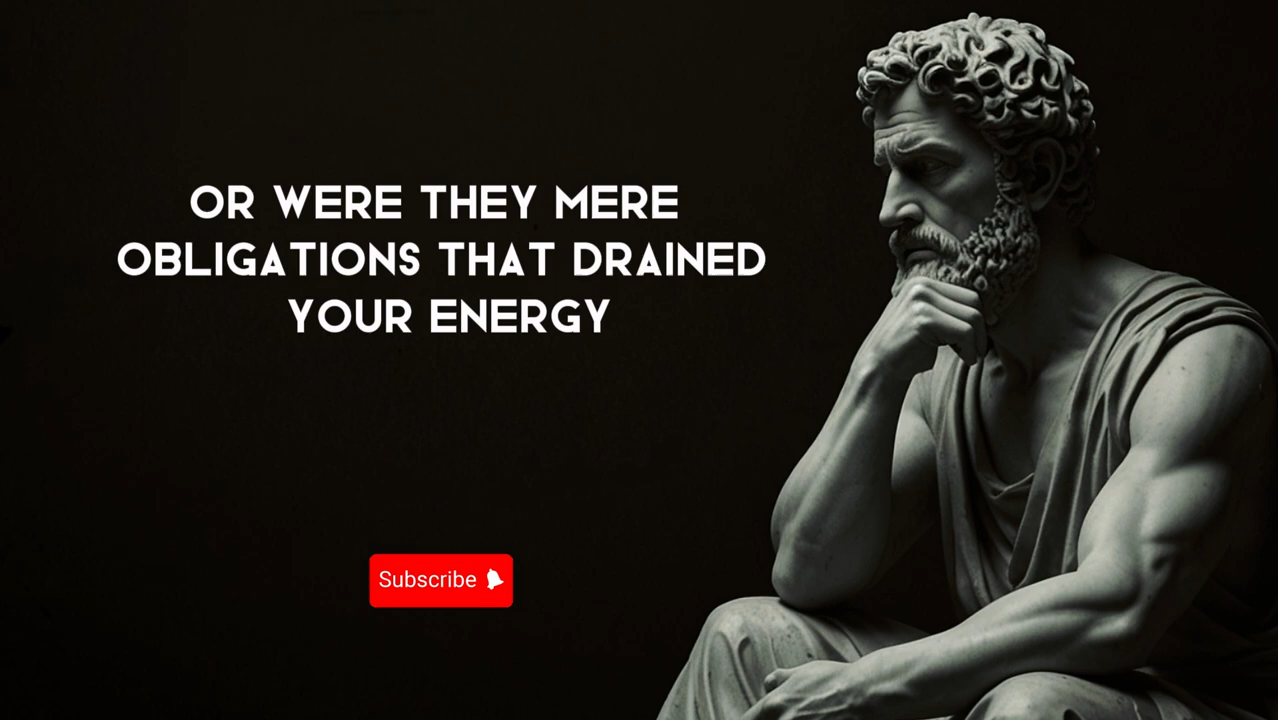 OR WERE THEY MERE
OBLIGATIONS THAT DRAINED
YOUR ENERGY
Subscribe